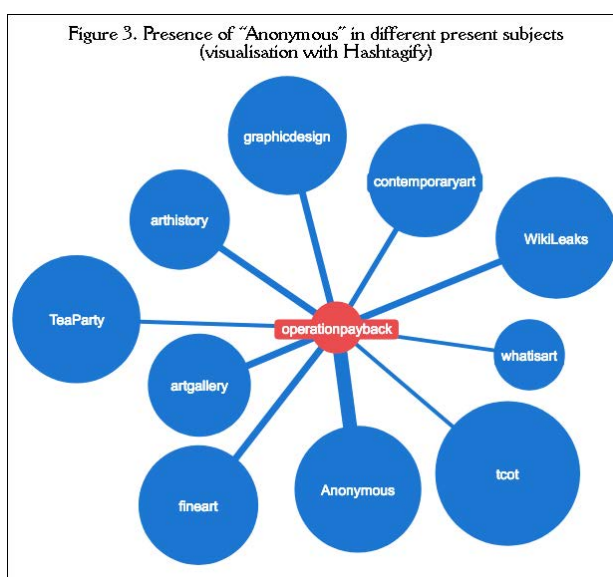 Figure 3. Presence of “Anonymous” in different present subjects
(visualisation with Hashtagify)
graphicdesign
contemporaryart
arthistory
WikiLeaks
TeaParty
operationpayback
whatisart
artgallery
tcot
Anonymous
fineart